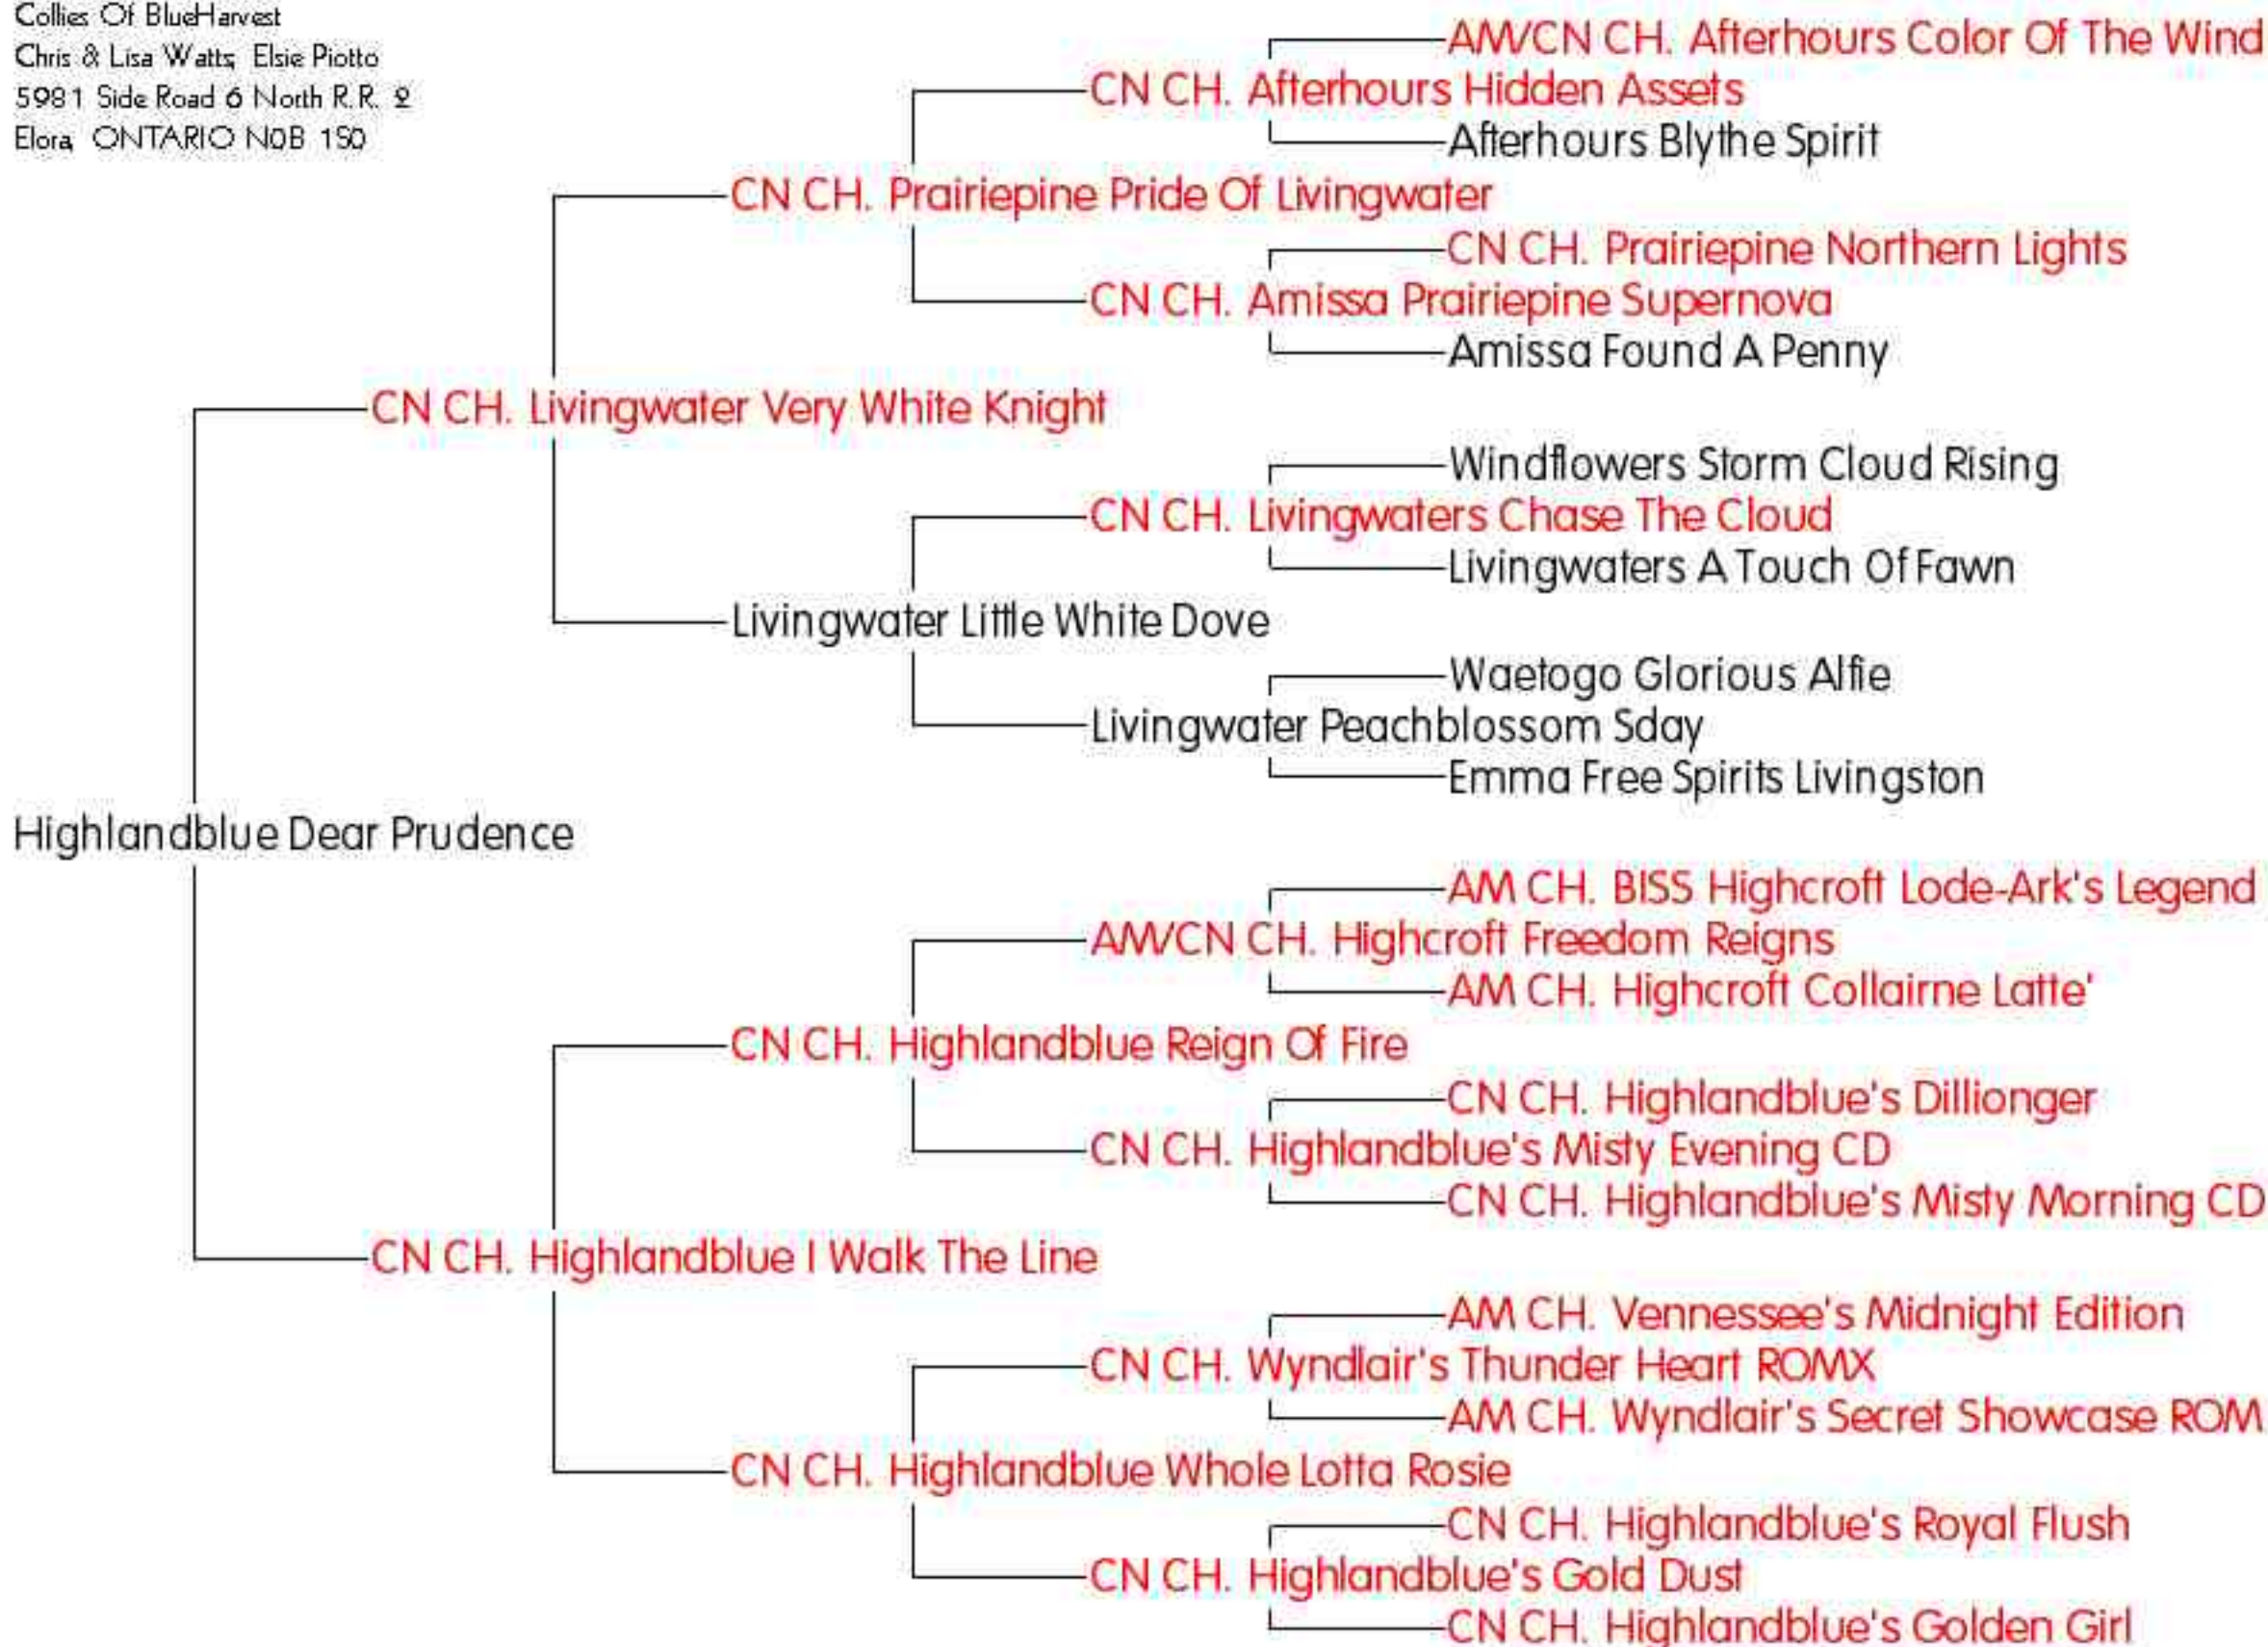 Collies Of BlueHarvest
Chris & Lisa Watts, Elsie Piotto
5981 Side Road 6 North R.R. 2
Elora, ONTARIO N0B 1S0
AM/CN CH. Afterhours Color Of The Wind
CN CH. Afterhours Hidden Assets
Afterhours Blythe Spirit
CN CH. Prairiepine Pride Of Livingwater
CN CH. Prairiepine Northern Lights
CN CH. Amissa Prairiepine Supernova
Amissa Found A Penny
CN CH. Livingwater Very White Knight
Windflowers Storm Cloud Rising
CN CH. Livingwaters Chase The Cloud
Livingwaters A Touch Of Fawn
Livingwater Little White Dove
Waetogo Glorious Alfie
Livingwater Peachblossom Sday
Emma Free Spirits Livingston
Highlandblue Dear Prudence
AM CH. BISS Highcroft Lode-Ark's Legend
AM/CN CH. Highcroft Freedom Reigns
AM CH. Highcroft Collairne Latte'
CN CH. Highlandblue Reign Of Fire
CN CH. Highlandblue's Dillionger
CN CH. Highlandblue's Misty Evening CD
CN CH. Highlandblue's Misty Morning CD
CN CH. Highlandblue I Walk The Line
AM CH. Vennessee's Midnight Edition
CN CH. Wyndlair's Thunder Heart ROMX
AM CH. Wyndlair's Secret Showcase ROM
CN CH. Highlandblue Whole Lotta Rosie
CN CH. Highlandblue's Royal Flush
CN CH. Highlandblue's Gold Dust
CN CH. Highlandblue's Golden Girl